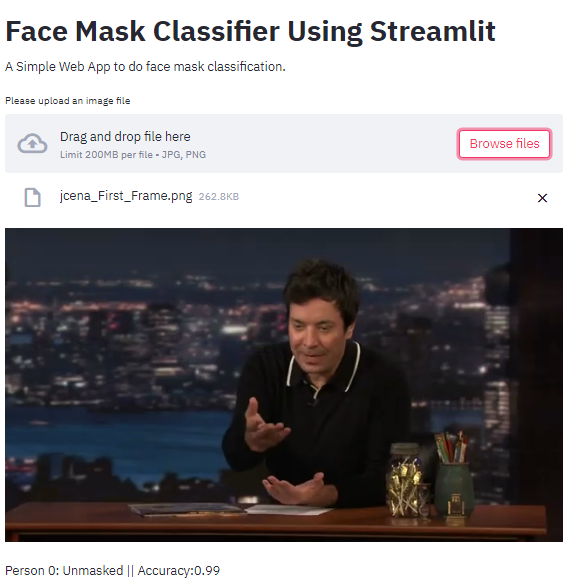 Face Mask Classifier Using Streamlit
A Simple Web App to do face mask classification.
Please upload an image file
Drag and drop file here
Limit 200MB per file • JPG, PNG
Browse files
jcena_First_Frame.png 262.8KB
Person 0: Unmasked || Accuracy:0.99